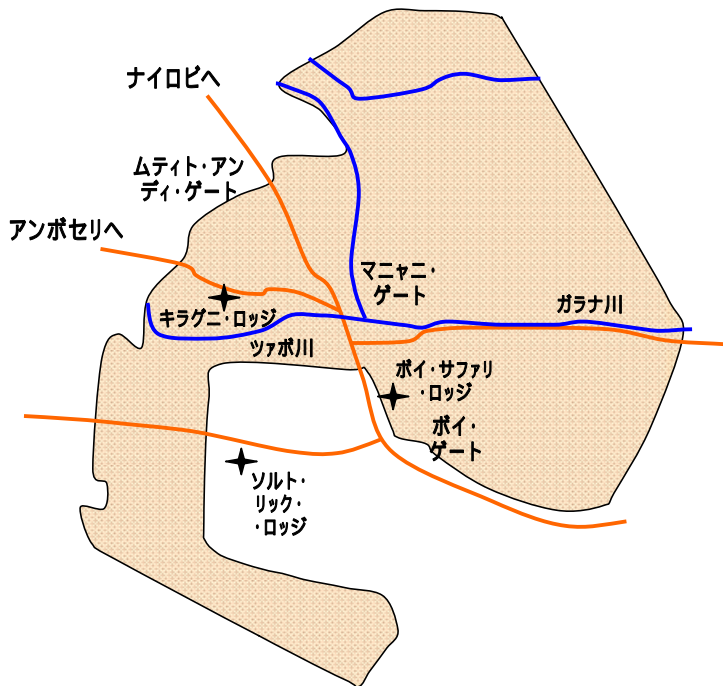 ナイロビへ
ムティト・アン
ディ・ゲート
アンボセリへ
マニャニ・
ゲート
ガラナ川
キラグニ・ロッジ
ツァボ川
ボイ・サファリ
・ロッジ
ボイ・
ゲート
ソルト・
リック・
・ロッジ